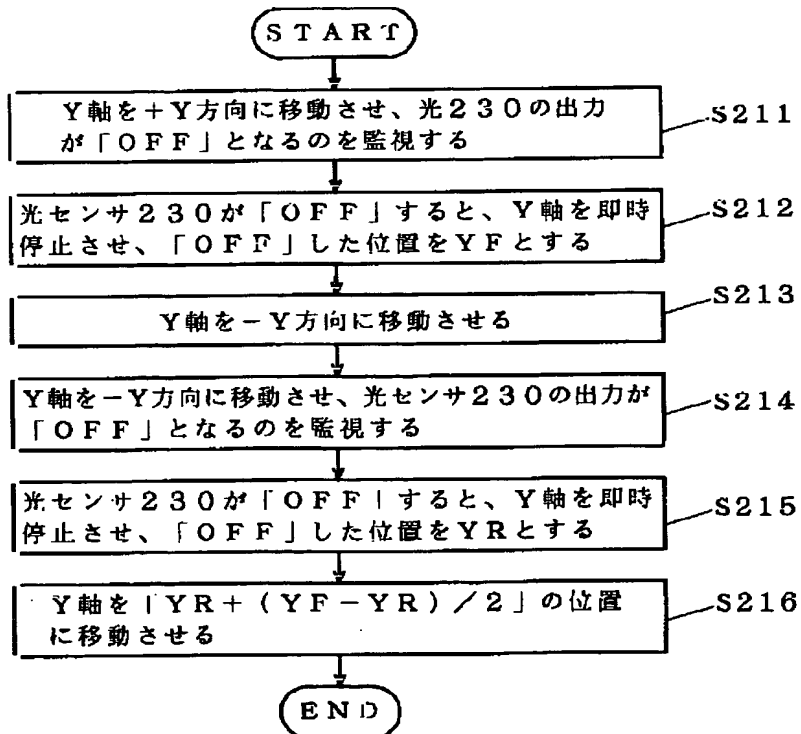 START
Y軸を+Y方向に移動させ、光230の出力
が「OFF」となるのを監視する
S211
光センサ230が「OFF」すると、Y軸を即時
停止させ、「OFF」した位置をYFとする
S212
Y軸を-Y方向に移動させる
S213
Y軸を-Y方向に移動させ、光センサ230の出力が
「OFF」となるのを監視する
S214
光センサ230が「OFF」すると、Y軸を即時
停止させ、「OFF」した位置をYRとする
S215
Y軸を「YR+(YF-YR)/2」の位置
に移動させる
S216
END